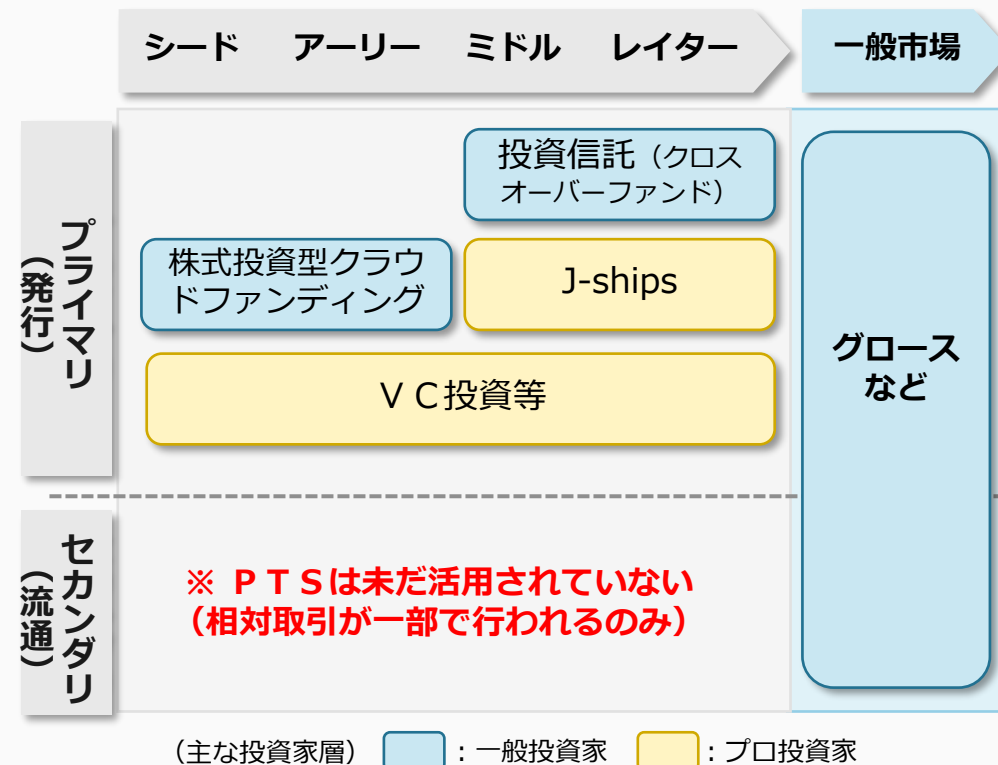 シード アーリー ミドル レイター
一般市場
プライマリ
（発行）
投資信託（クロス
オーバーファンド）
株式投資型クラウ
ドファンディング
J-ships
ＶＣ投資等
グロース
など
セカンダリ
（流通）
※ ＰＴＳは未だ活用されていない
（相対取引が一部で行われるのみ）
（主な投資家層） ：一般投資家 ：プロ投資家